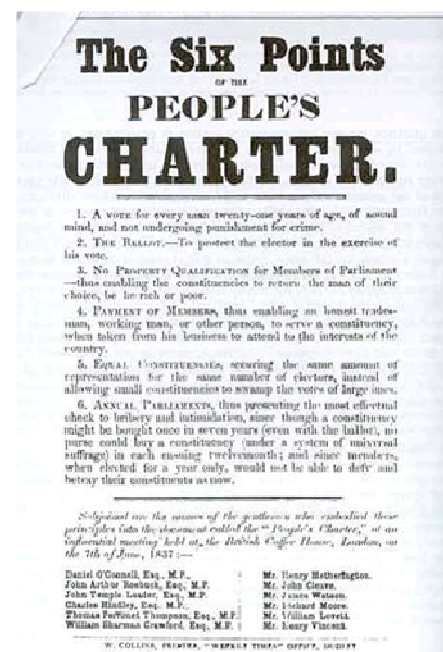 The Six Points
OF THE
PEOPLE'S
CHARTER.
1. A VOTE for every man twenty-one years of age, of sound
mind, and not undergoing punishment for crime.
2. THE BALLOT.—To protect the elector in the exercise of
his vote.
3. NO PROPERTY QUALIFICATION for Members of Parliament
—thus enabling the constituencies to return the man of their
choice, be he rich or poor.
4. PAYMENT OF MEMBERS, thus enabling an honest trades-
man, working man, or other person, to serve a constituency,
when taken from his business to attend to the interests of the
country.
5. EQUAL CONSTITUENCIES, securing the same amount of
representation for the same number of electors, instead of
allowing small constituencies to swamp the votes of large ones.
6. ANNUAL PARLIAMENTS, thus presenting the most effectual
check to bribery and intimidation, since though a constituency
might be bought once in seven years (even with the ballot), no
purse could buy a constituency (under a system of universal
suffrage) in each ensuing twelvemonth; and since members,
when elected for a year only, would not be able to defy and
betray their constituents as now.
Subjoined are the names of the gentlemen who embodied these
principles into the document called the "People's Charter," at an
influential meeting held at the British Coffee House, London, on
the 7th of June, 1837:—
Daniel O'Connell, Esq., M.P.,
John Arthur Roebuck, Esq., M.P.
John Temple Leader, Esq., M.P.
Charles Hindley, Esq., M.P.
Thomas Perronet Thompson, Esq., M.P.
William Sharman Crawford, Esq., M.P.
Mr. Henry Hetherington.
Mr. John Cleave.
Mr. James Watson.
Mr. Richard Moore.
Mr. William Lovett.
Mr. Henry Vincent.
W. COLLINS, PRINTER, "WEEKLY TIMES" OFFICE, DUDLEY